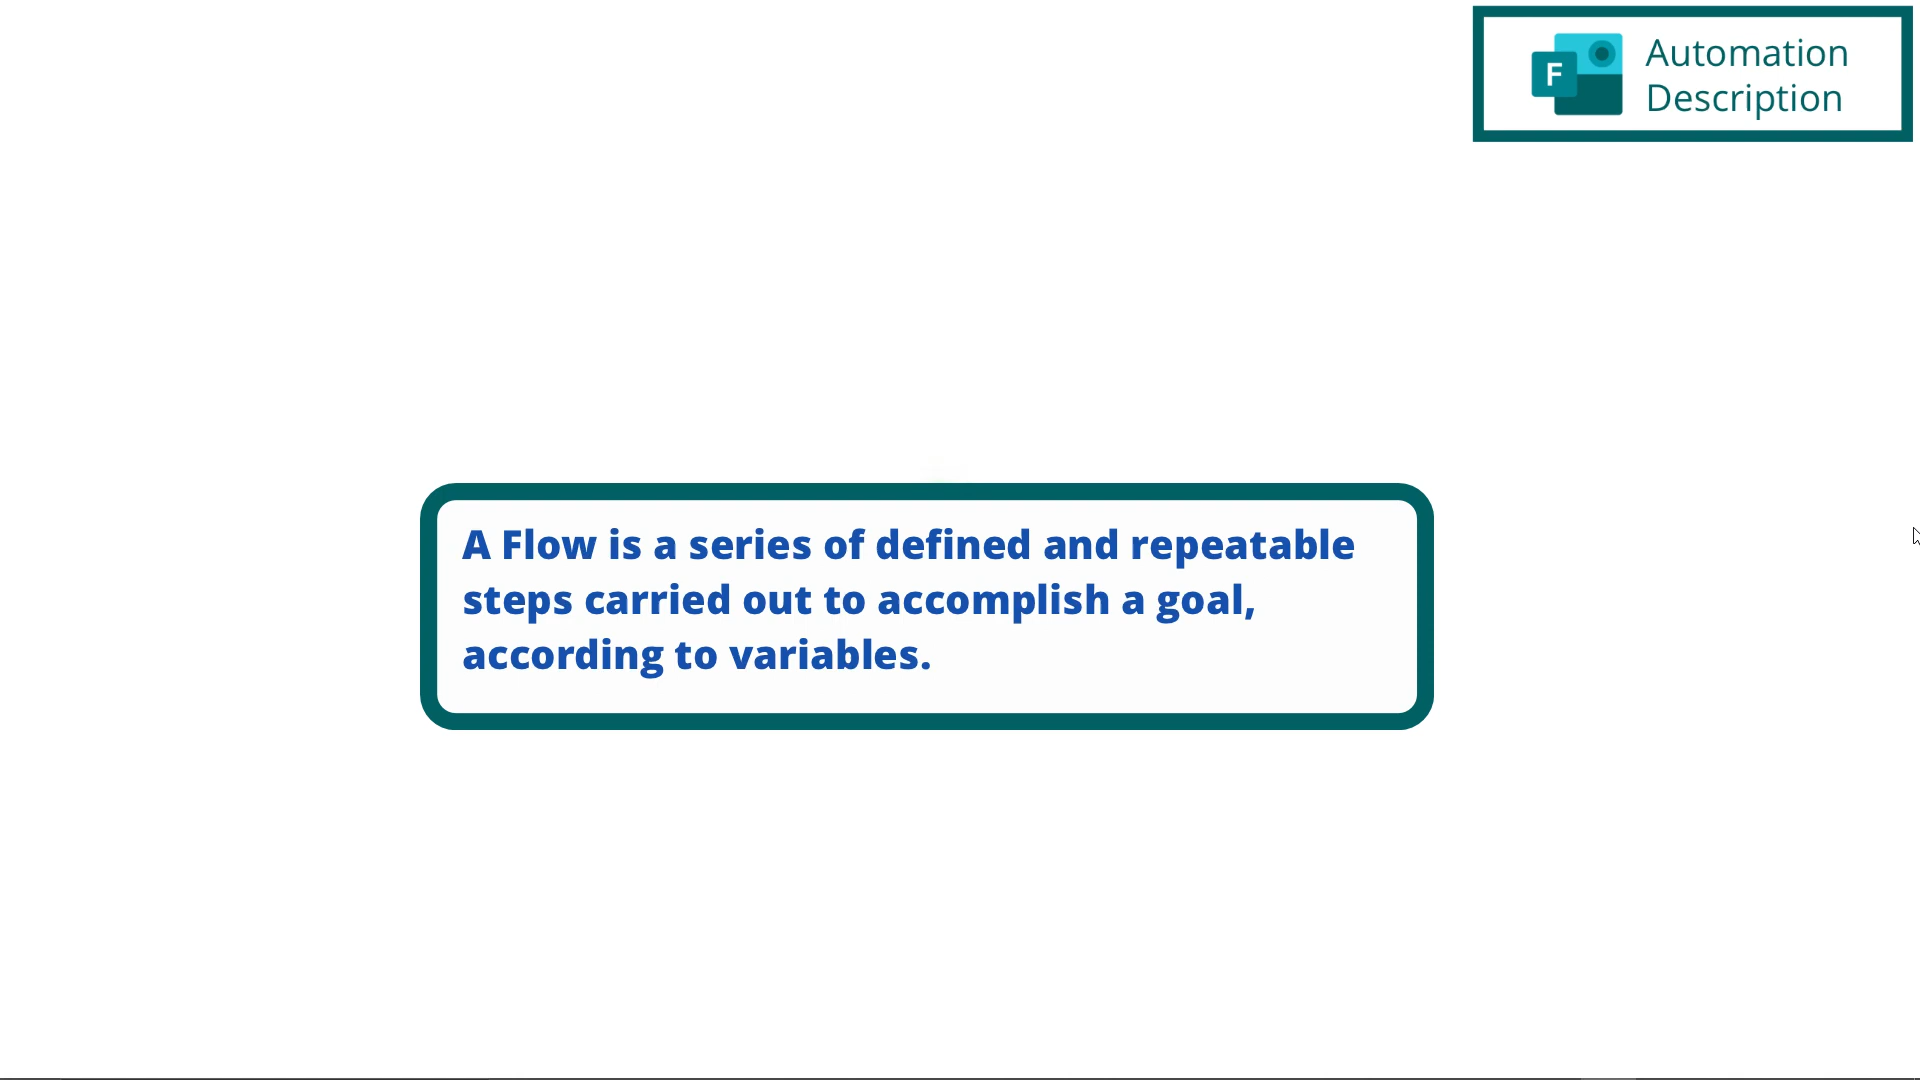 F
Automation
Description
A Flow is a series of defined and repeatable
steps carried out to accomplish a goal,
according to variables.